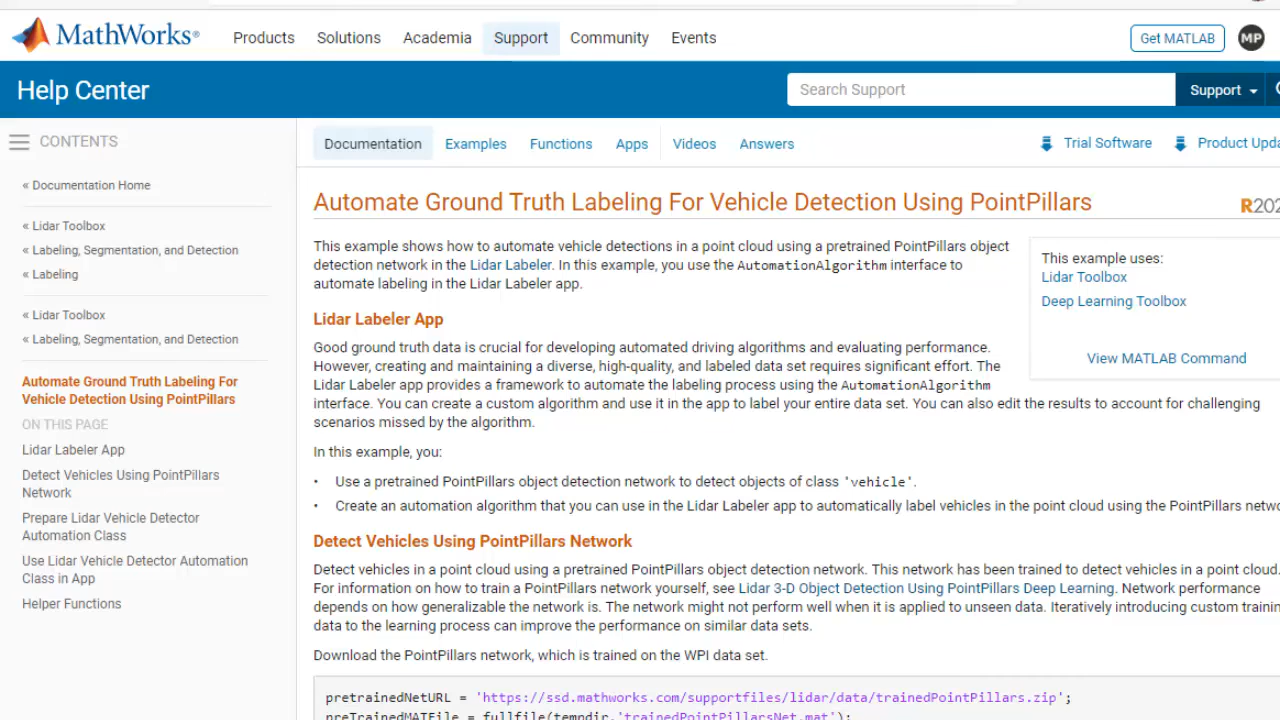 MathWorks®
Products Solutions Academia Support Community Events
Get MATLAB
MP
Help Center
Search Support
Support
CONTENTS
« Documentation Home
« Lidar Toolbox
« Labeling, Segmentation, and Detection
« Labeling
« Lidar Toolbox
« Labeling, Segmentation, and Detection
Automate Ground Truth Labeling For
Vehicle Detection Using PointPillars
ON THIS PAGE
Lidar Labeler App
Detect Vehicles Using PointPillars
Network
Prepare Lidar Vehicle Detector
Automation Class
Use Lidar Vehicle Detector Automation
Class in App
Helper Functions
Documentation Examples Functions Apps Videos Answers
Trial Software
Product Upda
Automate Ground Truth Labeling For Vehicle Detection Using PointPillars
R202
This example shows how to automate vehicle detections in a point cloud using a pretrained PointPillars object
detection network in the Lidar Labeler. In this example, you use the AutomationAlgorithm interface to
automate labeling in the Lidar Labeler app.
This example uses:
Lidar Toolbox
Deep Learning Toolbox
View MATLAB Command
Lidar Labeler App
Good ground truth data is crucial for developing automated driving algorithms and evaluating performance.
However, creating and maintaining a diverse, high-quality, and labeled data set requires significant effort. The
Lidar Labeler app provides a framework to automate the labeling process using the AutomationAlgorithm
interface. You can create a custom algorithm and use it in the app to label your entire data set. You can also edit the results to account for challenging
scenarios missed by the algorithm.
In this example, you:
• Use a pretrained PointPillars object detection network to detect objects of class 'vehicle'.
• Create an automation algorithm that you can use in the Lidar Labeler app to automatically label vehicles in the point cloud using the PointPillars netwo
Detect Vehicles Using PointPillars Network
Detect vehicles in a point cloud using a pretrained PointPillars object detection network. This network has been trained to detect vehicles in a point cloud.
For information on how to train a PointPillars network yourself, see Lidar 3-D Object Detection Using PointPillars Deep Learning. Network performance
depends on how generalizable the network is. The network might not perform well when it is applied to unseen data. Iteratively introducing custom trainin
data to the learning process can improve the performance on similar data sets.
Download the PointPillars network, which is trained on the WPI data set.
pretrainedNetURL = 'https://ssd.mathworks.com/supportfiles/lidar/data/trainedPointPillars.zip';
preTrainedMATFile = fullfile(tempdir,'trainedPointPillarsNet.mat');